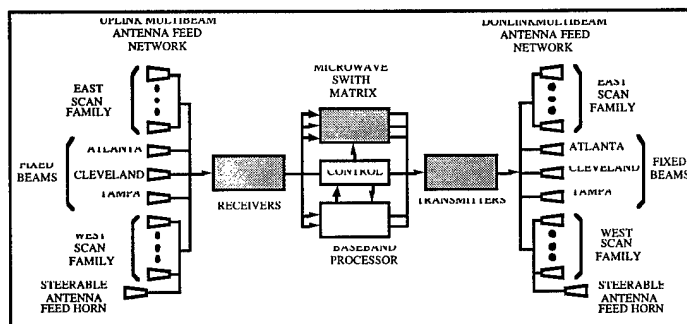 UPLINK MULTIBEAM
ANTENNA FEED
NETWORK
EAST
SCAN
FAMILY
ATLANTA
FIXED
BEAMS
CLEVELAND
TAMPA
WEST
SCAN
FAMILY
STEERABLE
ANTENNA
FEED HORN
RECEIVERS
MICROWAVE
SWITH
MATRIX
CONTROL
BASEBAND
PROCESSOR
TRANSMITTERS
DONLINKMULTIBEAM
ANTENNA FEED
NETWORK
EAST
SCAN
FAMILY
ATLANTA
CLEVELAND
FIXED
BEAMS
TAMPA
WEST
SCAN
FAMILY
STEERABLE
ANTENNA
FEED HORN